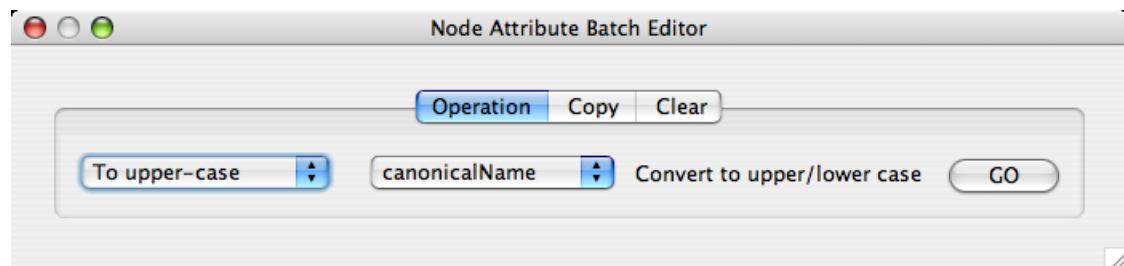 Node Attribute Batch Editor
Operation Copy Clear
To upper-case canonicalName Convert to upper/lower case GO